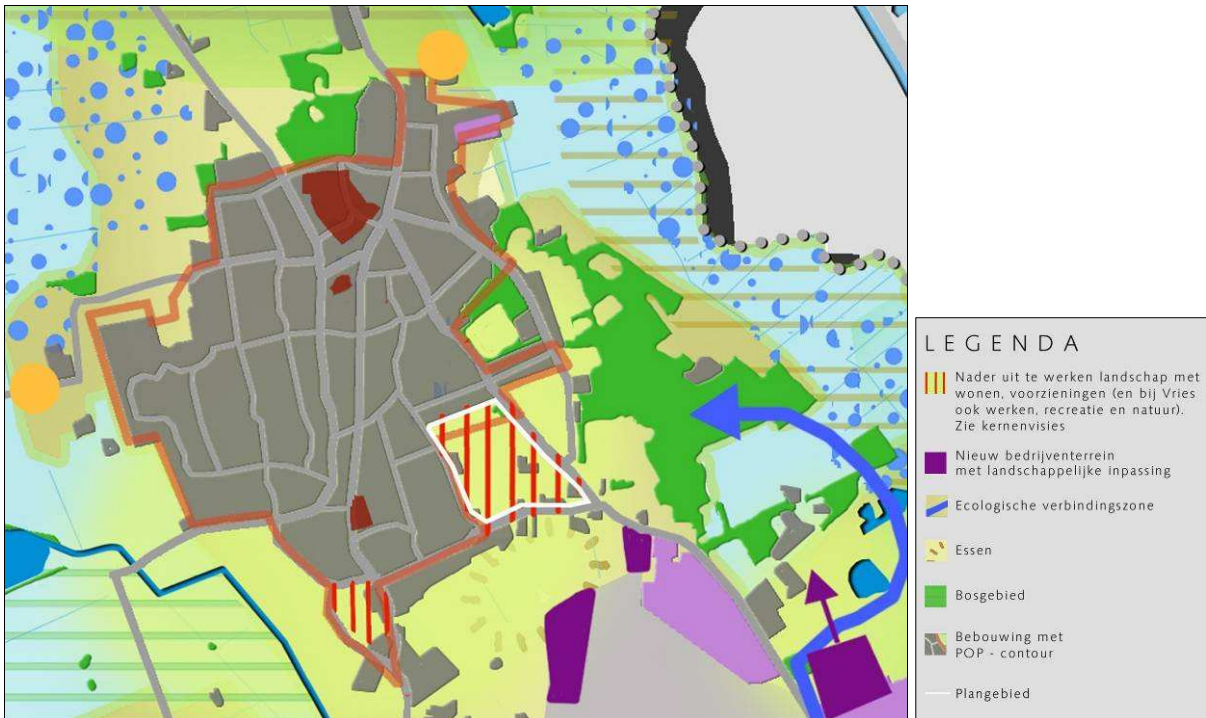 LEGENDA
Nader uit te werken landschap met
wonen, voorzieningen (en bij Vries
ook werken, recreatie en natuur).
Zie kernenvisies
Nieuw bedrijventerrein
met landschappelijke inpassing
Ecologische verbindingszone
Essen
Bosgebied
Bebouwing met
POP - contour
Plangebied